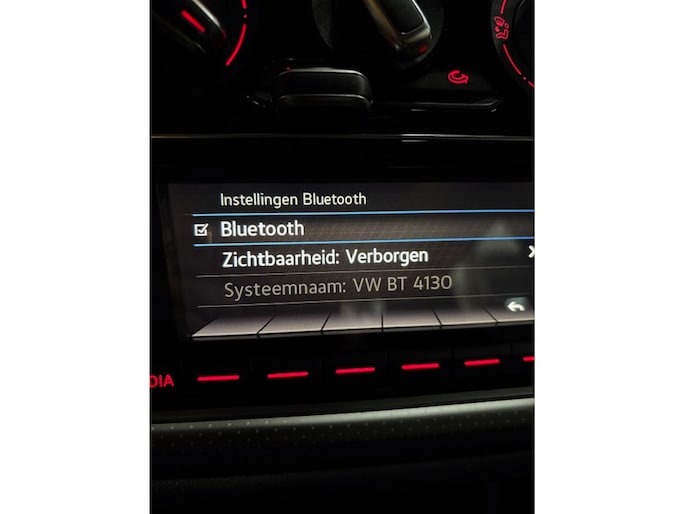 Instellingen Bluetooth
Bluetooth
Zichtbaarheid: Verborgen
Systeemnaam: VW BT 4130